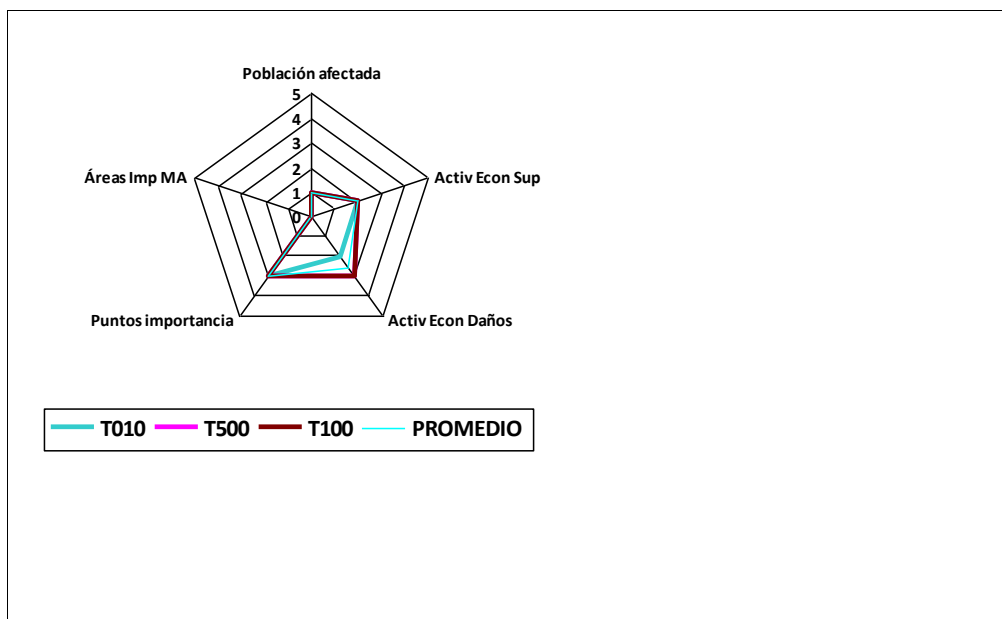 Población afectada
5
4
3
2
1
0
Áreas Imp MA
Activ Econ Sup
Puntos importancia
Activ Econ Daños
T010 T500 T100 PROMEDIO